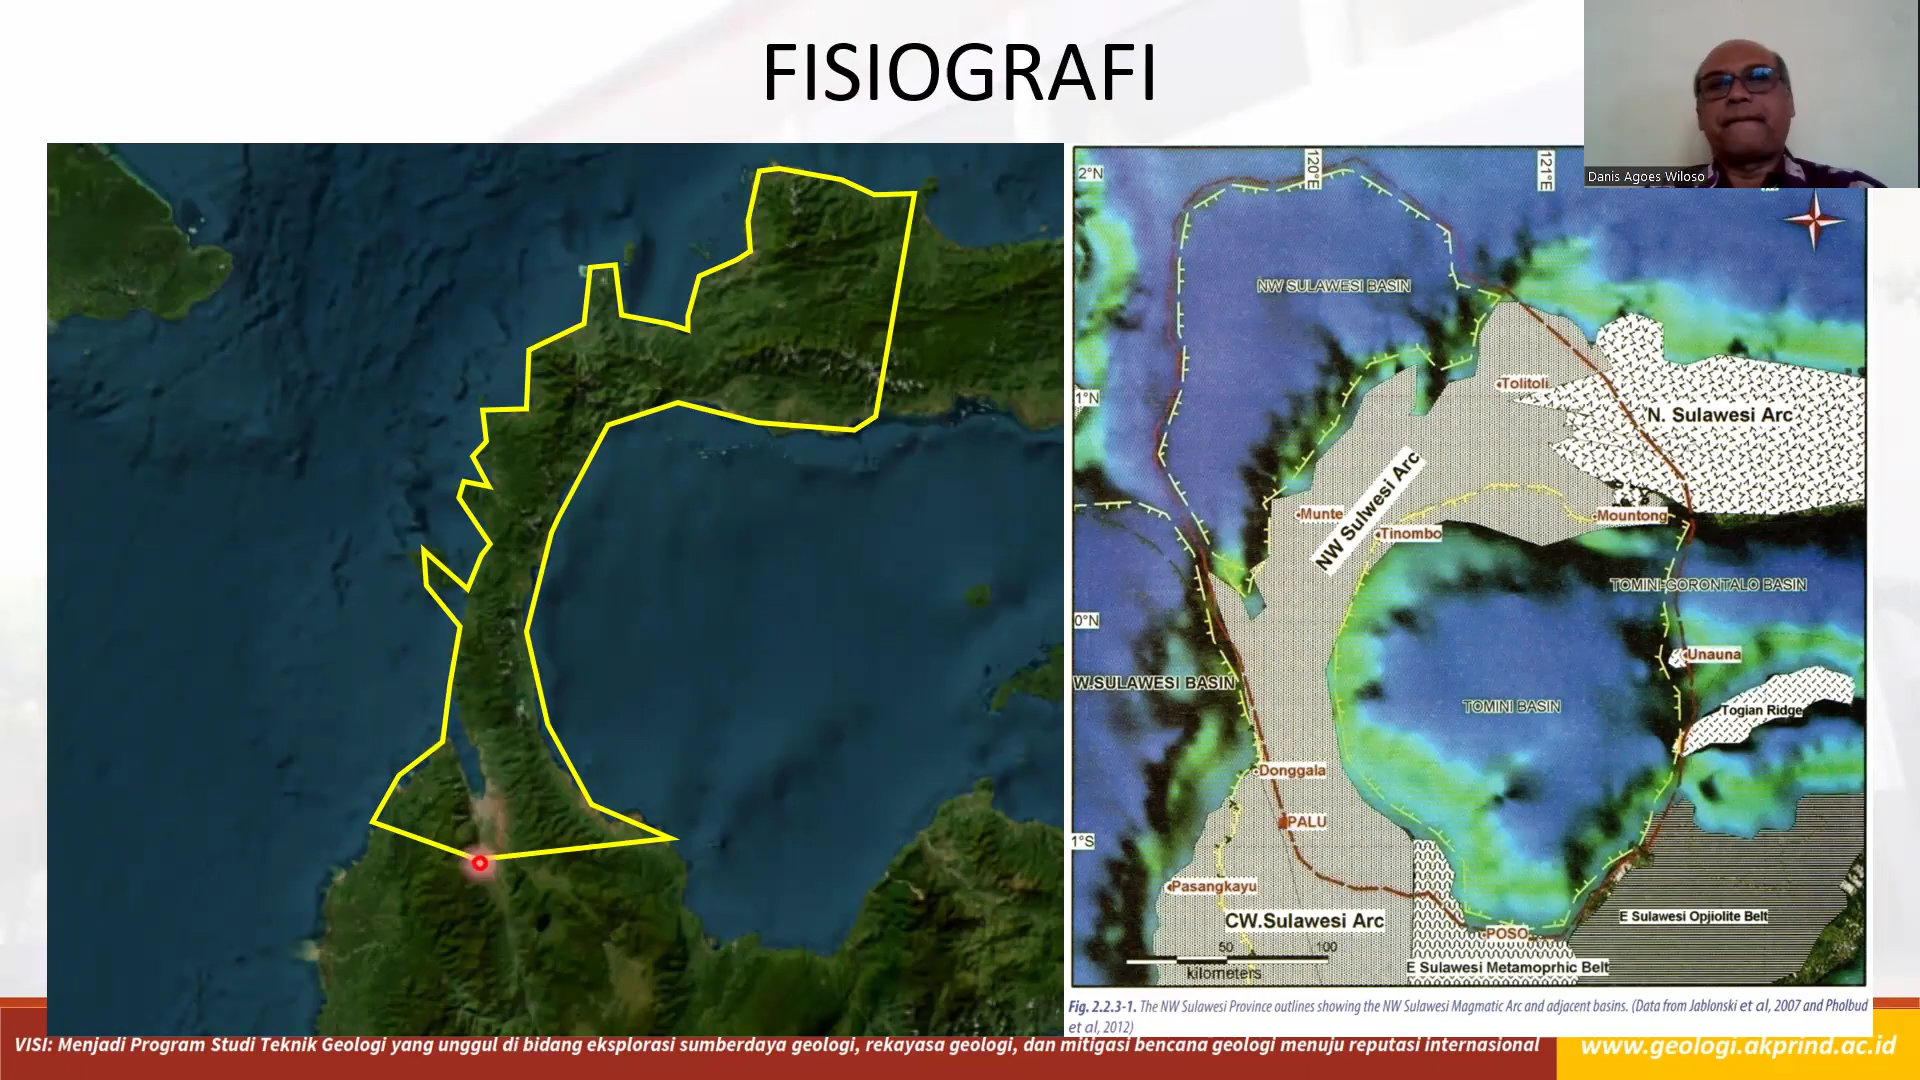 FISIOGRAFI
Danis Agoes Wiloso
2°N
120°E
121°E
NW SULAWESI BASIN
Tolitoli
1°N
N. Sulawesi Arc
NW Sulwesi Arc
Munte
Mountong
Tinombo
TOMINI-GORONTALO BASIN
0°N
Unauna
W.SULAWESI BASIN
TOMINI BASIN
Togian Ridge
Donggala
PALU
1°S
Pasangkayu
CW.Sulawesi Arc
E Sulawesi Opjiolite Belt
POSO
50 100
kilometers
E Sulawesi Metamoprhic Belt
Fig. 2.2.3-1. The NW Sulawesi Province outlines showing the NW Sulawesi Magmatic Arc and adjacent basins. (Data from Jablonski et al, 2007 and Pholbud
et al, 2012)
VISI: Menjadi Program Studi Teknik Geologi yang unggul di bidang eksplorasi sumberdaya geologi, rekayasa geologi, dan mitigasi bencana geologi menuju reputasi internasional
www.geologi.akprind.ac.id